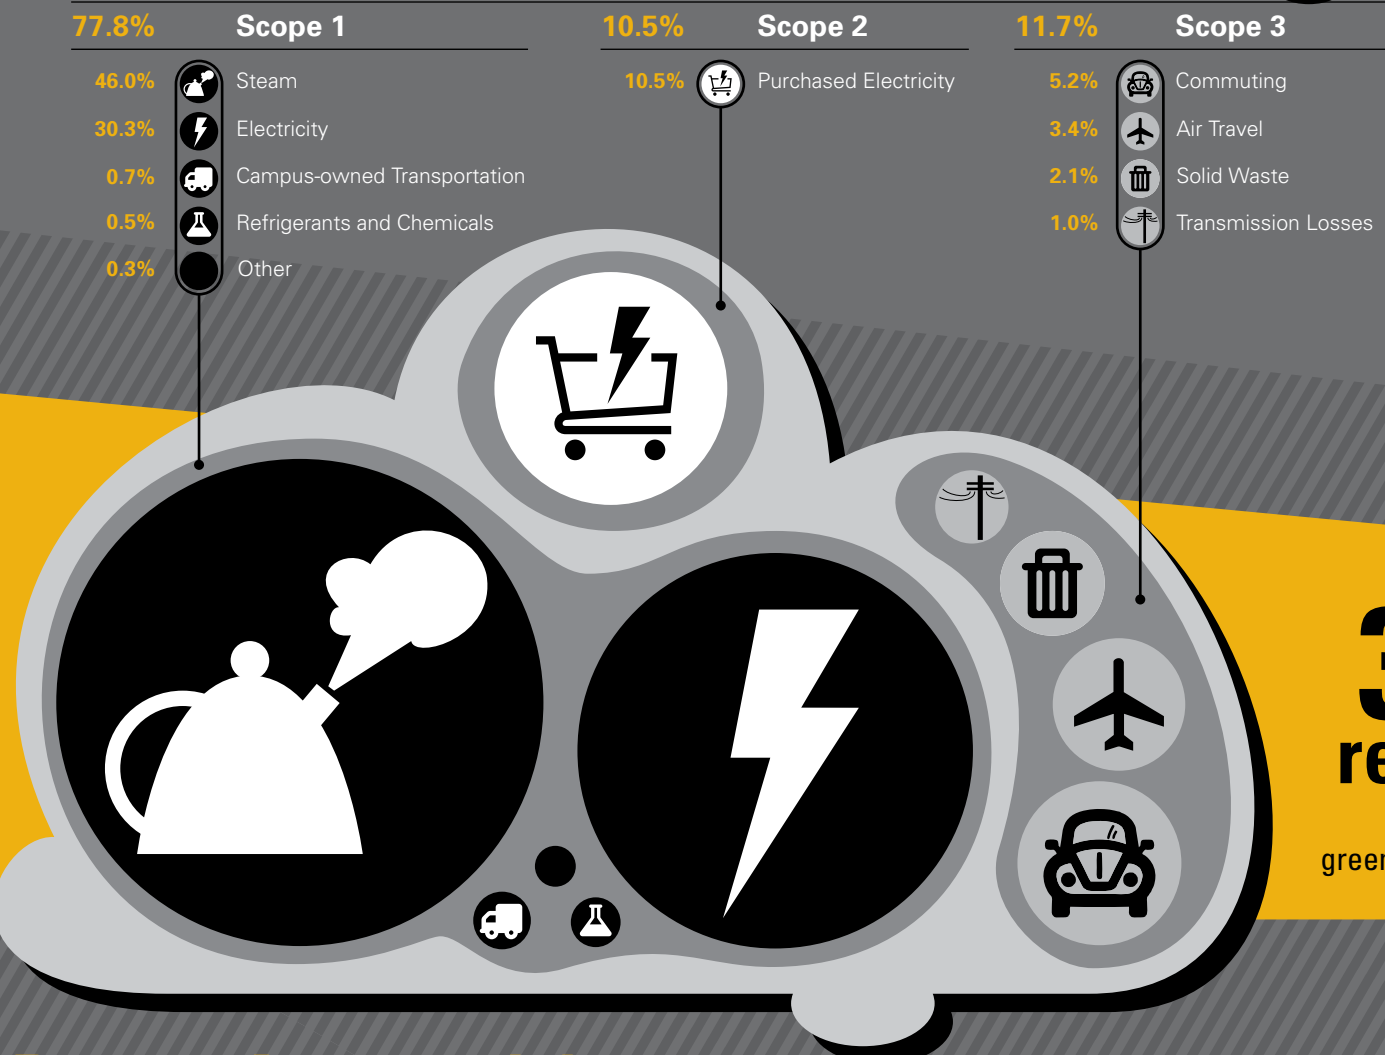 77.8% Scope 1
46.0% Steam
30.3% Electricity
0.7% Campus-owned Transportation
0.5% Refrigerants and Chemicals
0.3% Other
10.5% Scope 2
10.5% Purchased Electricity
11.7% Scope 3
5.2% Commuting
3.4% Air Travel
2.1% Solid Waste
1.0% Transmission Losses